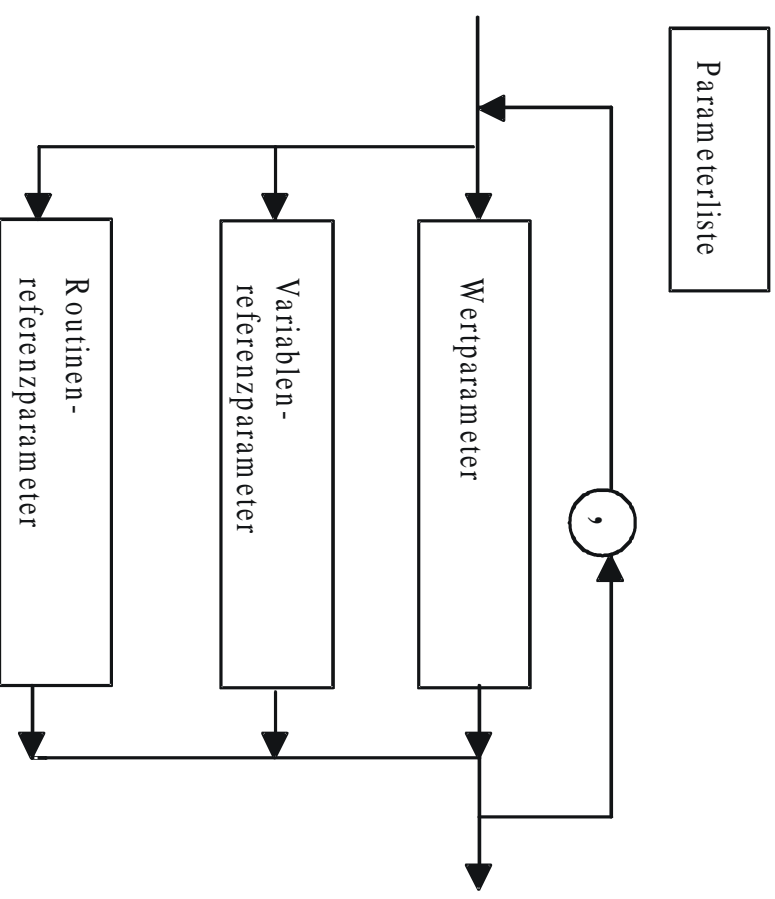 Parameterliste
,
Wertparameter
Variablen-
referenzparameter
Routinen-
referenzparameter